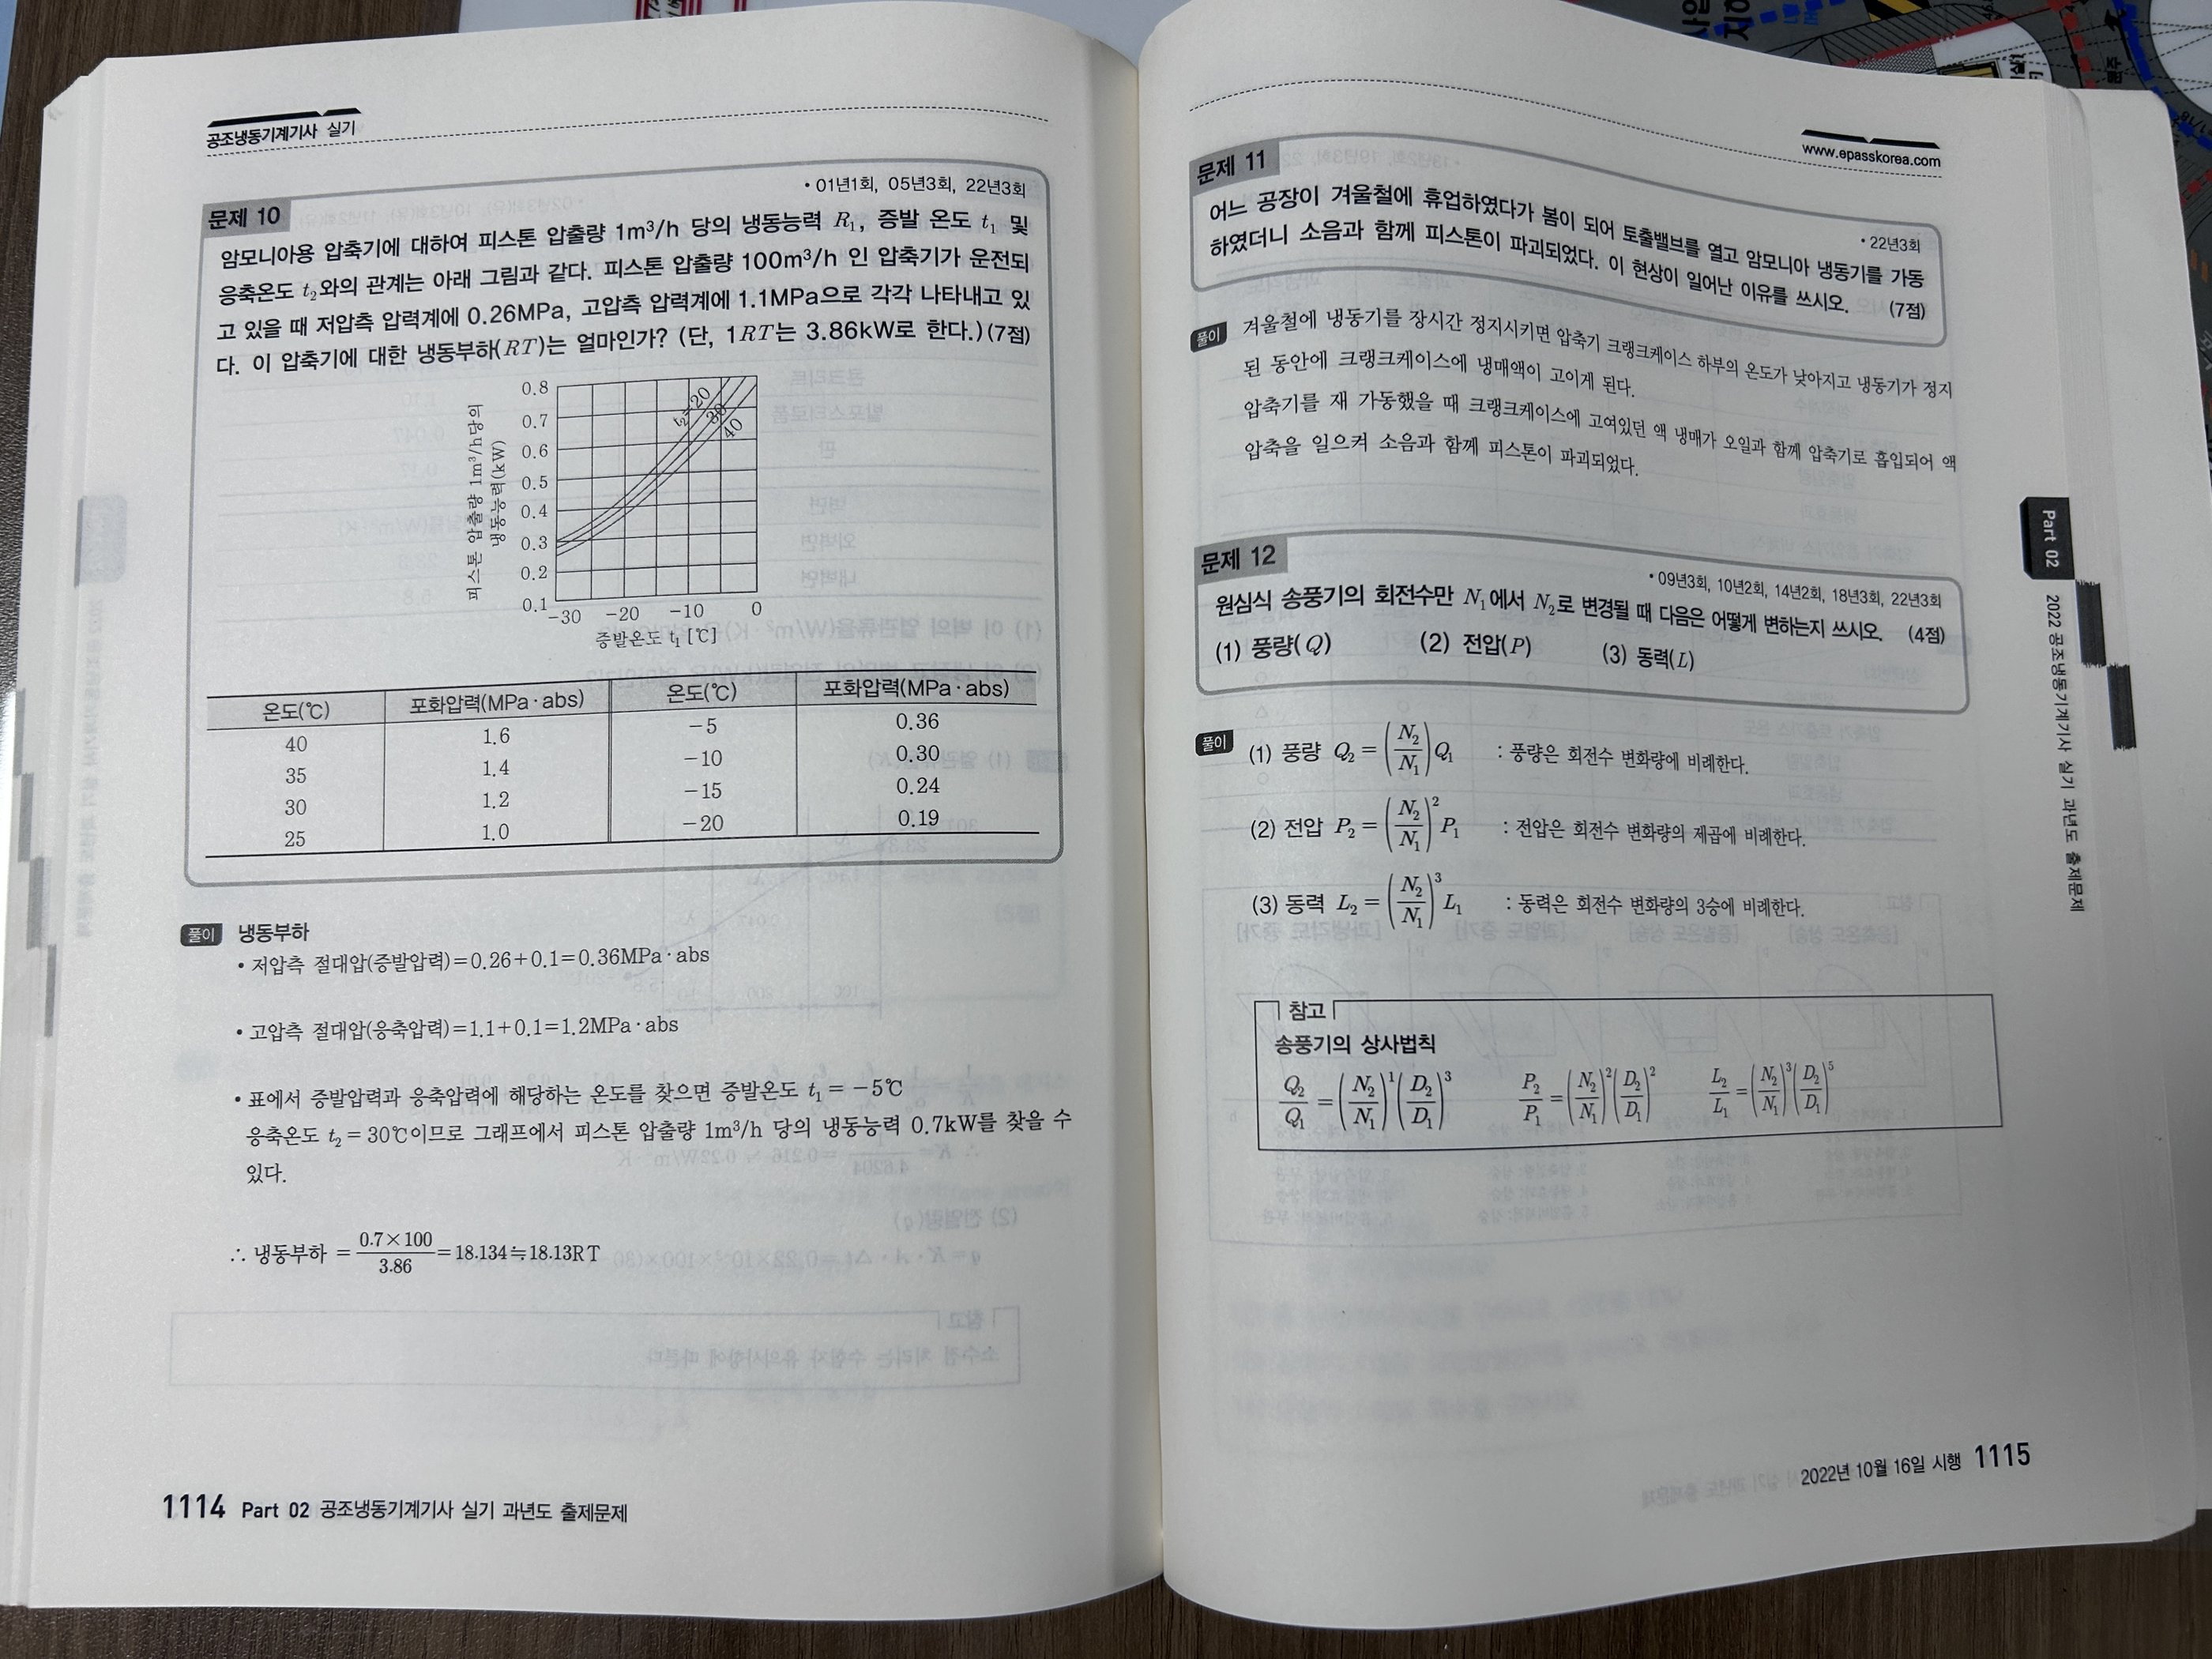 공조냉동기계기사 실기
문제 10
• 01년1회, 05년3회, 22년3회
암모니아용 압축기에 대하여 피스톤 압출량 1m³/h 당의 냉동능력 R₁, 증발 온도 t₁ 및
응축온도 t₂와의 관계는 아래 그림과 같다. 피스톤 압출량 100m³/h 인 압축기가 운전되
고 있을 때 저압측 압력계에 0.26MPa, 고압측 압력계에 1.1MPa으로 각각 나타내고 있
다. 이 압축기에 대한 냉동부하(RT)는 얼마인가? (단, 1RT는 3.86kW로 한다.) (7점)
피스톤 압출량 1m³/h당의
냉동능력(kW)
0.8
0.7
0.6
0.5
0.4
0.3
0.2
0.1
t₂=20
30
40
−30 −20 −10 0
증발온도 t₁ [℃]
온도(℃) 포화압력(MPa·abs) 온도(℃) 포화압력(MPa·abs)
40 1.6 −5 0.36
35 1.4 −10 0.30
30 1.2 −15 0.24
25 1.0 −20 0.19
풀이 냉동부하
• 저압측 절대압(증발압력)=0.26+0.1=0.36MPa·abs
• 고압측 절대압(응축압력)=1.1+0.1=1.2MPa·abs
• 표에서 증발압력과 응축압력에 해당하는 온도를 찾으면 증발온도 t₁ = −5℃
응축온도 t₂ = 30℃이므로 그래프에서 피스톤 압출량 1m³/h 당의 냉동능력 0.7kW를 찾을 수
있다.
∴ 냉동부하 = (0.7×100)/3.86 = 18.134 ≒ 18.13RT
1114 Part 02 공조냉동기계기사 실기 과년도 출제문제
www.epasskorea.com
문제 11
• 22년3회
어느 공장이 겨울철에 휴업하였다가 봄이 되어 토출밸브를 열고 암모니아 냉동기를 가동
하였더니 소음과 함께 피스톤이 파괴되었다. 이 현상이 일어난 이유를 쓰시오. (7점)
풀이 겨울철에 냉동기를 장시간 정지시키면 압축기 크랭크케이스 하부의 온도가 낮아지고 냉동기가 정지
된 동안에 크랭크케이스에 냉매액이 고이게 된다.
압축기를 재 가동했을 때 크랭크케이스에 고여있던 액 냉매가 오일과 함께 압축기로 흡입되어 액
압축을 일으켜 소음과 함께 피스톤이 파괴되었다.
문제 12
• 09년3회, 10년2회, 14년2회, 18년3회, 22년3회
원심식 송풍기의 회전수만 N₁에서 N₂로 변경될 때 다음은 어떻게 변하는지 쓰시오. (4점)
(1) 풍량(Q) (2) 전압(P) (3) 동력(L)
풀이 (1) 풍량 Q₂ = (N₂/N₁)Q₁ : 풍량은 회전수 변화량에 비례한다.
(2) 전압 P₂ = (N₂/N₁)² P₁ : 전압은 회전수 변화량의 제곱에 비례한다.
(3) 동력 L₂ = (N₂/N₁)³ L₁ : 동력은 회전수 변화량의 3승에 비례한다.
참고
송풍기의 상사법칙
Q₂/Q₁ = (N₂/N₁)¹(D₂/D₁)³ P₂/P₁ = (N₂/N₁)²(D₂/D₁)² L₂/L₁ = (N₂/N₁)³(D₂/D₁)⁵
Part 02
2022 공조냉동기계기사 실기 과년도 출제문제
2022년 10월 16일 시행 1115